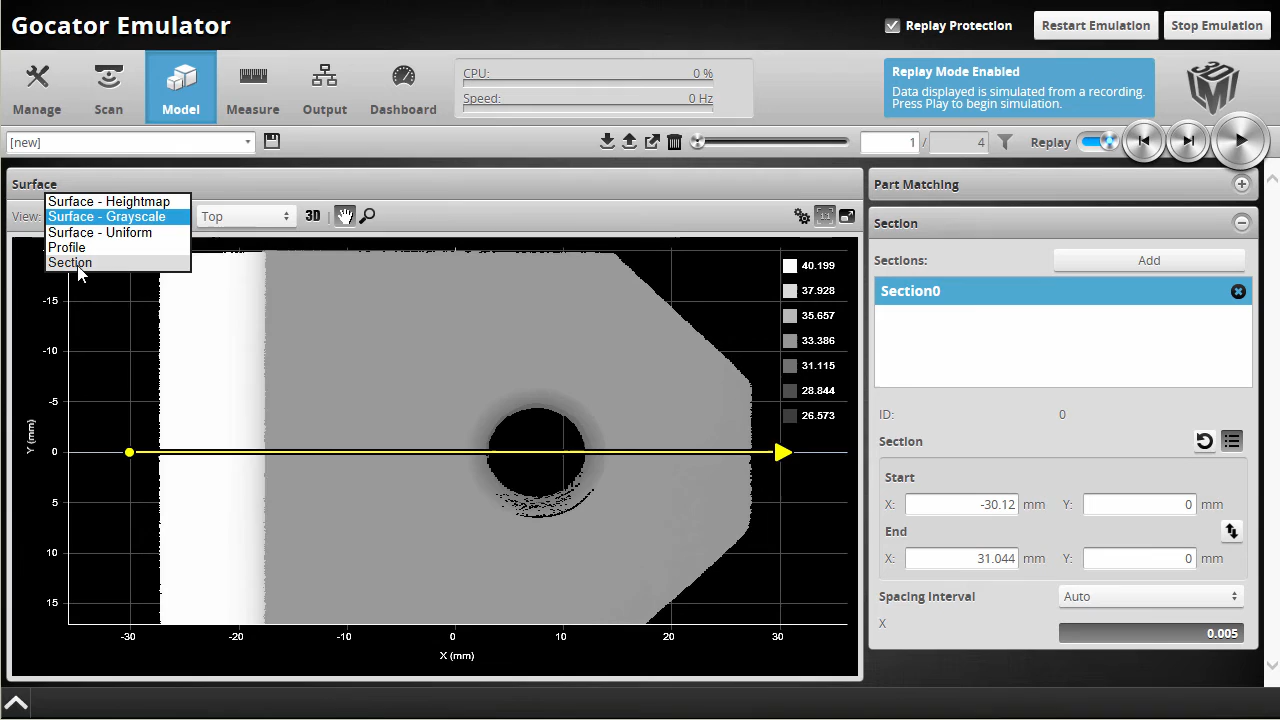 Gocator Emulator
Replay Protection
Restart Emulation
Stop Emulation
Manage
Scan
Model
Measure
Output
Dashboard
CPU: 0 %
Speed: 0 Hz
Replay Mode Enabled
Data displayed is simulated from a recording.
Press Play to begin simulation.
3D
M
[new]
1 / 4
Replay
Surface
View:
Surface - Heightmap
Surface - Grayscale
Surface - Uniform
Profile
Section
Top
3D
1:1
40.199
37.928
35.657
33.386
31.115
28.844
26.573
-15
-10
-5
0
5
10
15
Y (mm)
-30 -20 -10 0 10 20 30
X (mm)
Part Matching
Section
Sections:
Add
Section0
ID: 0
Section
Start
X: -30.12 mm Y: 0 mm
End
X: 31.044 mm Y: 0 mm
Spacing Interval Auto
X 0.005